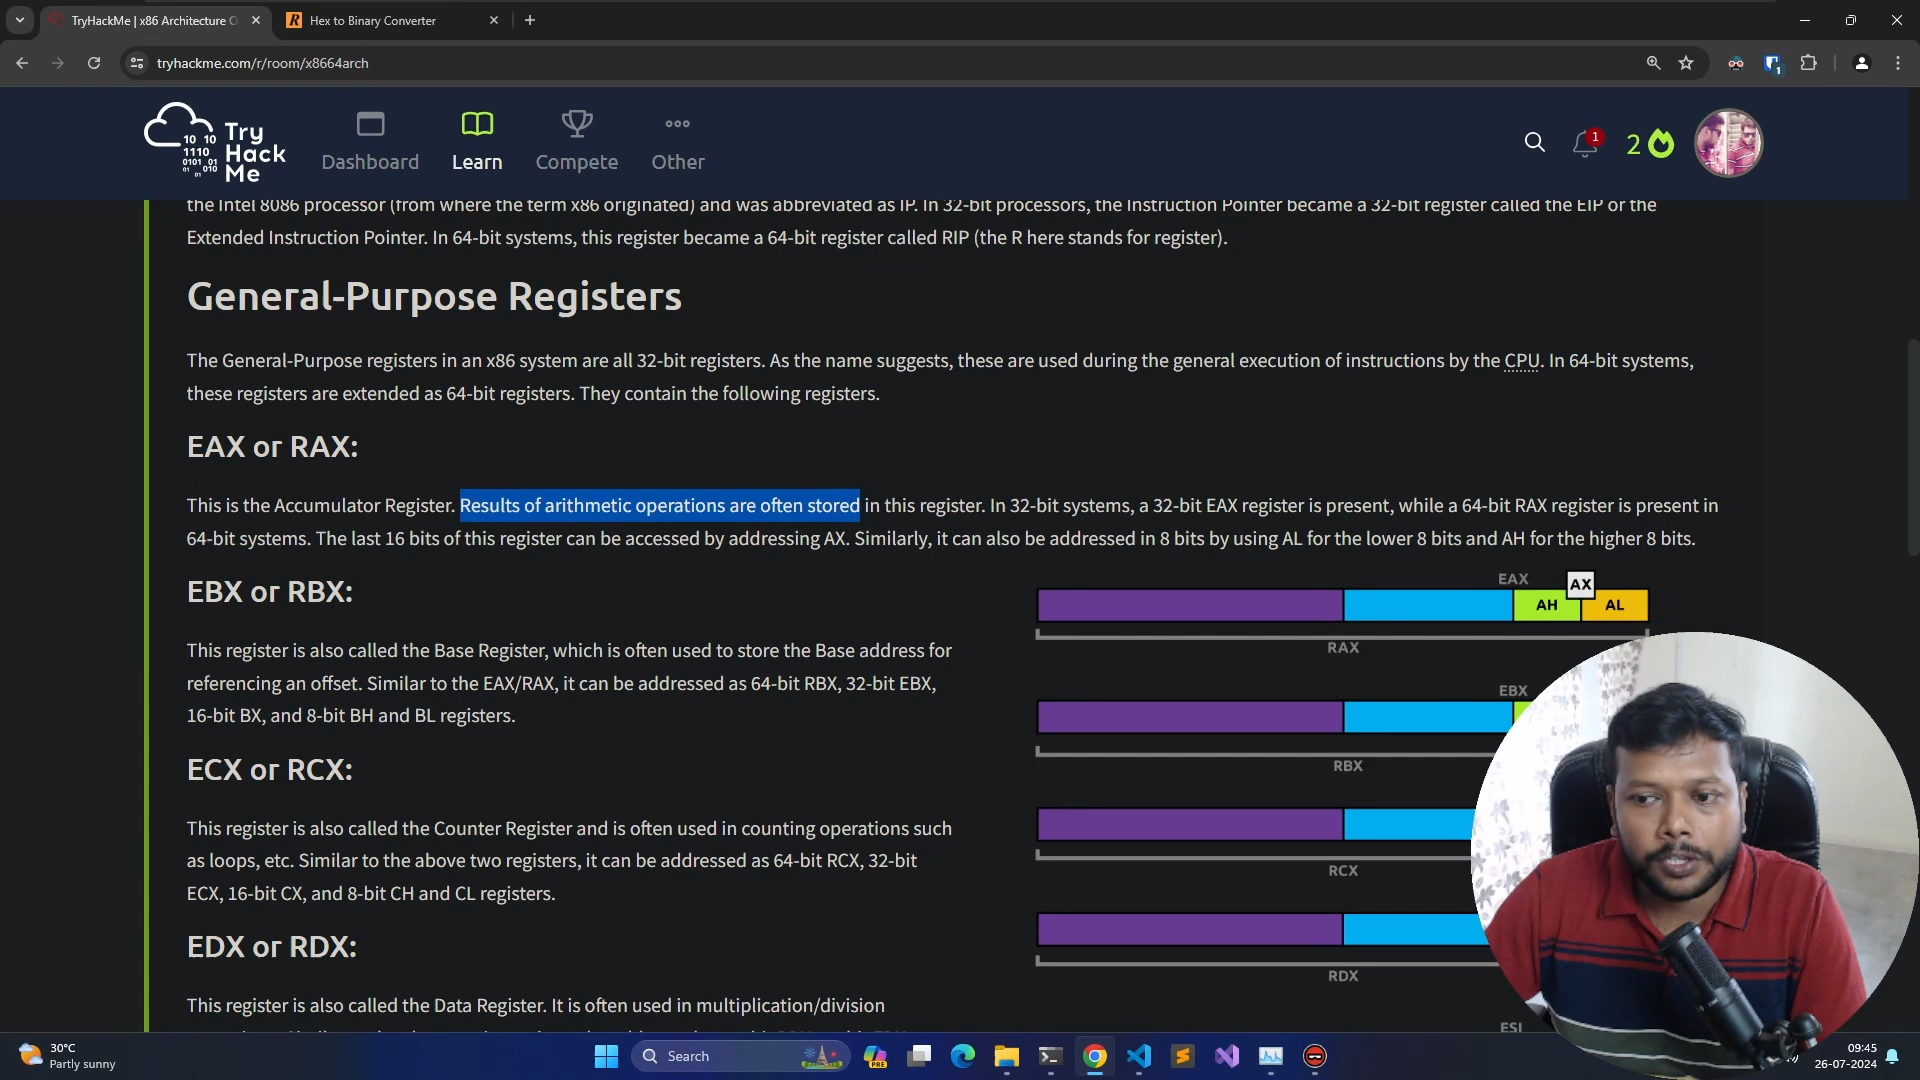 TryHackMe | x86 Architecture O
Hex to Binary Converter
tryhackme.com/r/room/x8664arch
1
10 10
1110
0101 01
01 010
01
Try
Hack
Me
Dashboard
Learn
Compete
Other
1
2
the Intel 8086 processor (from where the term x86 originated) and was abbreviated as IP. In 32-bit processors, the Instruction Pointer became a 32-bit register called the EIP or the
Extended Instruction Pointer. In 64-bit systems, this register became a 64-bit register called RIP (the R here stands for register).
General-Purpose Registers
The General-Purpose registers in an x86 system are all 32-bit registers. As the name suggests, these are used during the general execution of instructions by the CPU. In 64-bit systems,
these registers are extended as 64-bit registers. They contain the following registers.
EAX or RAX:
This is the Accumulator Register. Results of arithmetic operations are often stored in this register. In 32-bit systems, a 32-bit EAX register is present, while a 64-bit RAX register is present in
64-bit systems. The last 16 bits of this register can be accessed by addressing AX. Similarly, it can also be addressed in 8 bits by using AL for the lower 8 bits and AH for the higher 8 bits.
EBX or RBX:
This register is also called the Base Register, which is often used to store the Base address for
referencing an offset. Similar to the EAX/RAX, it can be addressed as 64-bit RBX, 32-bit EBX,
16-bit BX, and 8-bit BH and BL registers.
ECX or RCX:
This register is also called the Counter Register and is often used in counting operations such
as loops, etc. Similar to the above two registers, it can be addressed as 64-bit RCX, 32-bit
ECX, 16-bit CX, and 8-bit CH and CL registers.
EDX or RDX:
This register is also called the Data Register. It is often used in multiplication/division
EAX
AX
AH
AL
RAX
EBX
RBX
RCX
RDX
ESI
30°C
Partly sunny
Search
PRE
09:45
26-07-2024